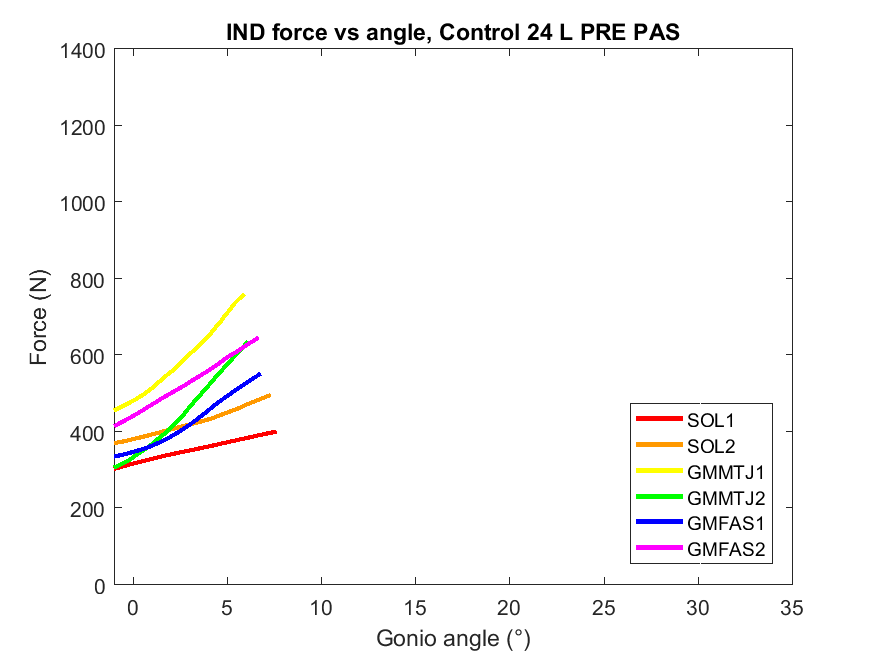 IND force vs angle, Control 24 L PRE PAS
1400
1200
1000
800
600
400
200
0
Force (N)
0 5 10 15 20 25 30 35
Gonio angle (°)
SOL1
SOL2
GMMTJ1
GMMTJ2
GMFAS1
GMFAS2